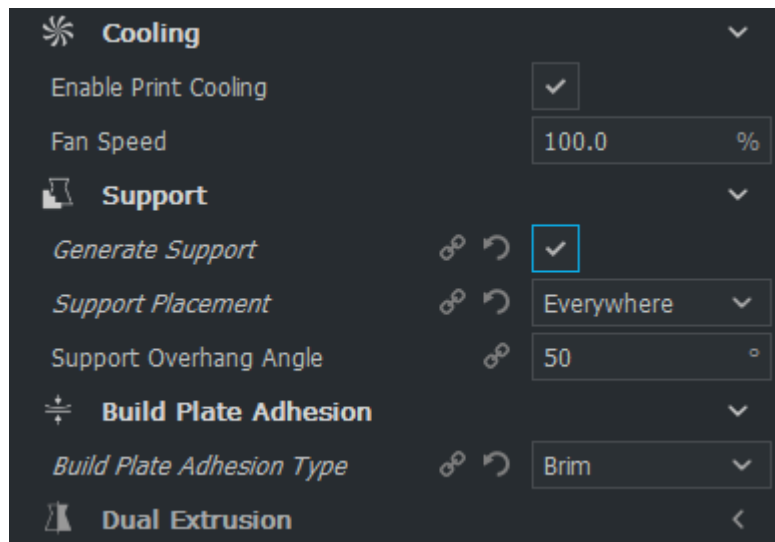 Cooling
Enable Print Cooling
Fan Speed 100.0 %
Support
Generate Support
Support Placement Everywhere
Support Overhang Angle 50 °
Build Plate Adhesion
Build Plate Adhesion Type Brim
Dual Extrusion